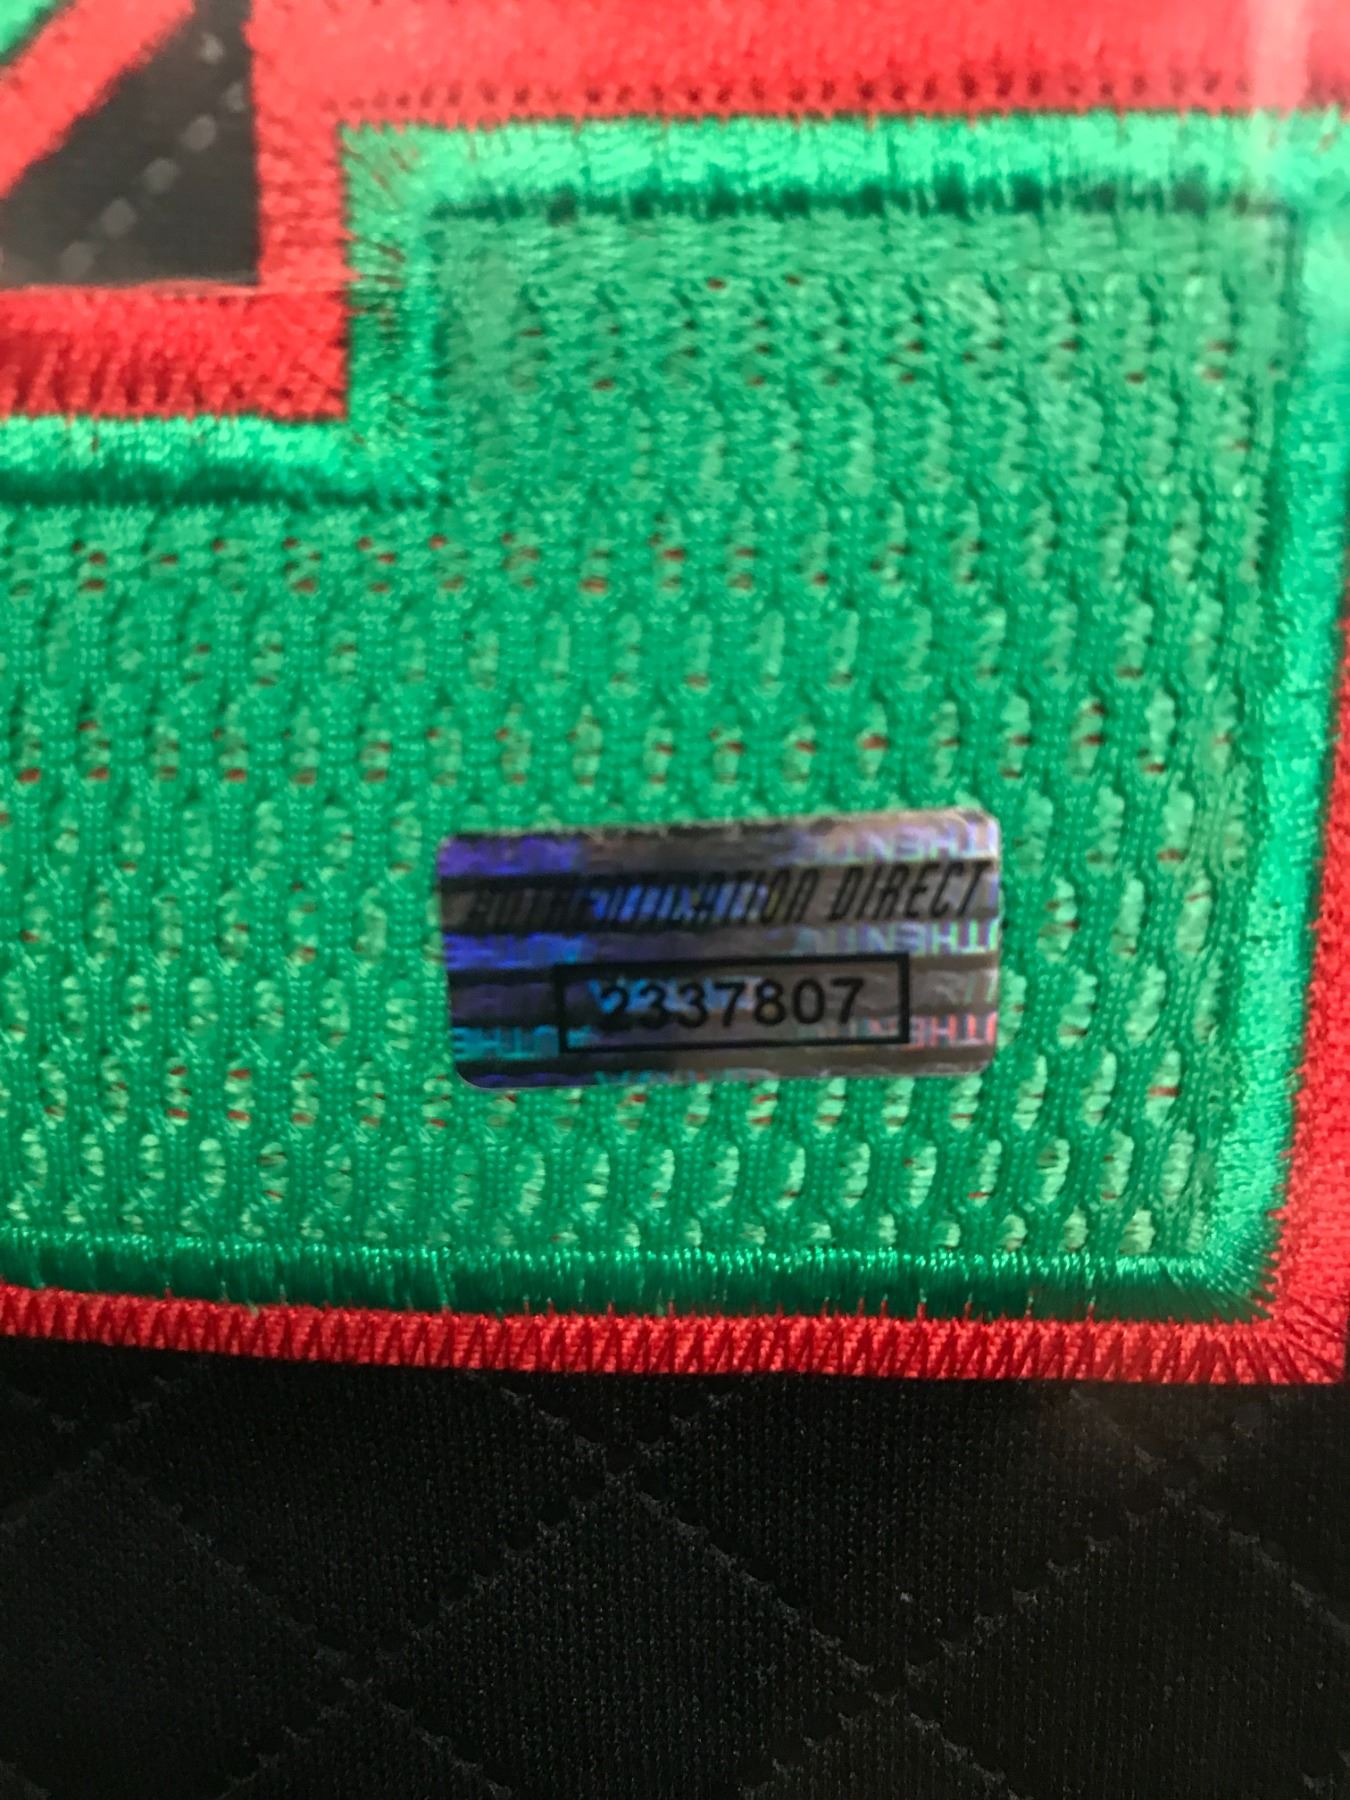 AUTHENTICATION DIRECT
2337807